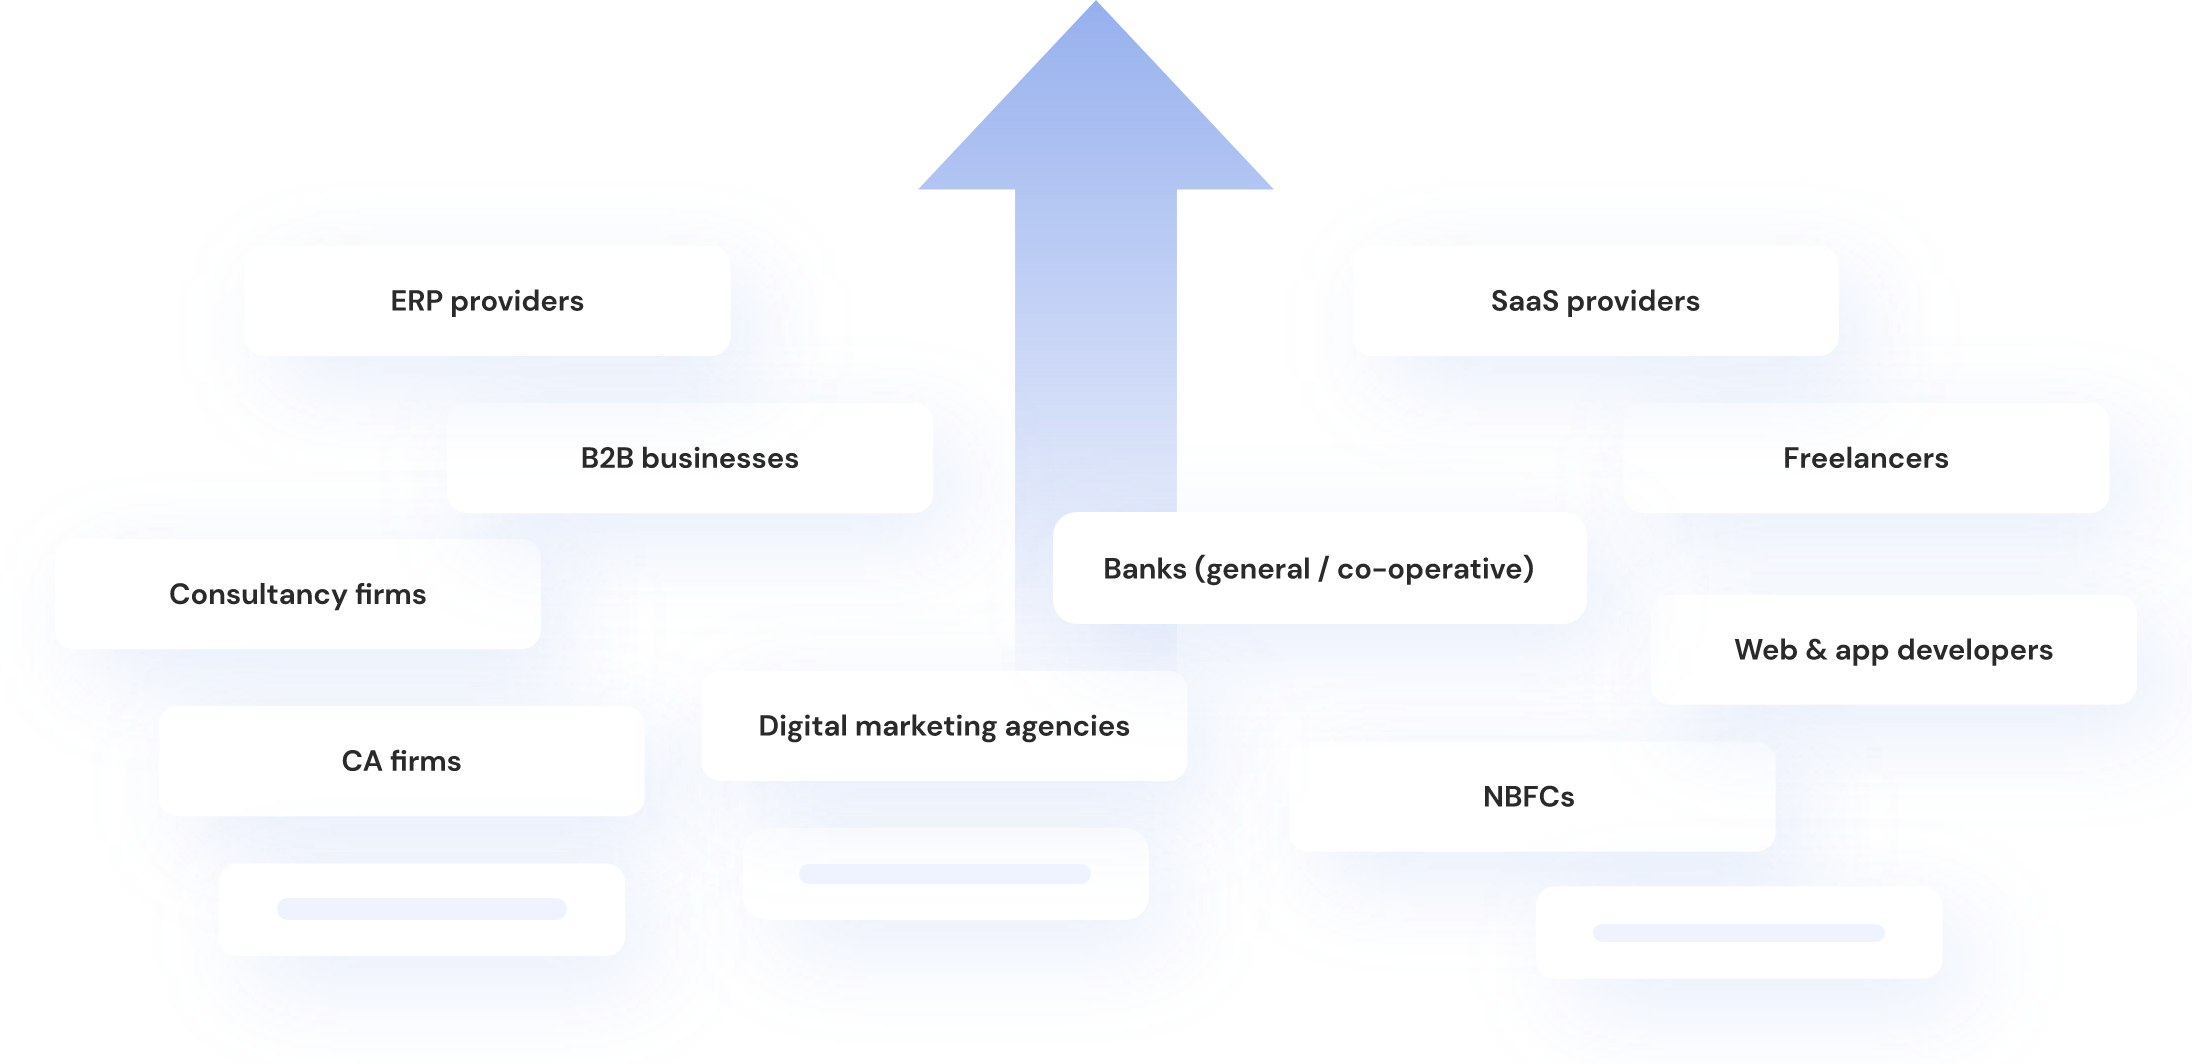 ERP providers
SaaS providers
B2B businesses
Freelancers
Banks (general / co-operative)
Consultancy firms
Web & app developers
Digital marketing agencies
CA firms
NBFCs